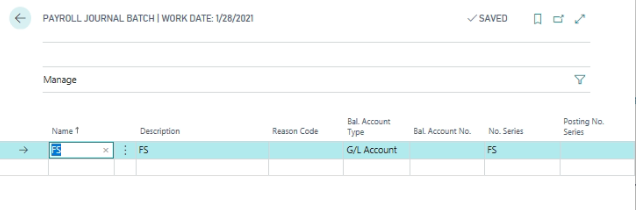 PAYROLL JOURNAL BATCH | WORK DATE: 1/28/2021
SAVED
Manage
Name ↑
Description
Reason Code
Bal. Account
Type
Bal. Account No.
No. Series
Posting No.
Series
FS
FS
G/L Account
FS